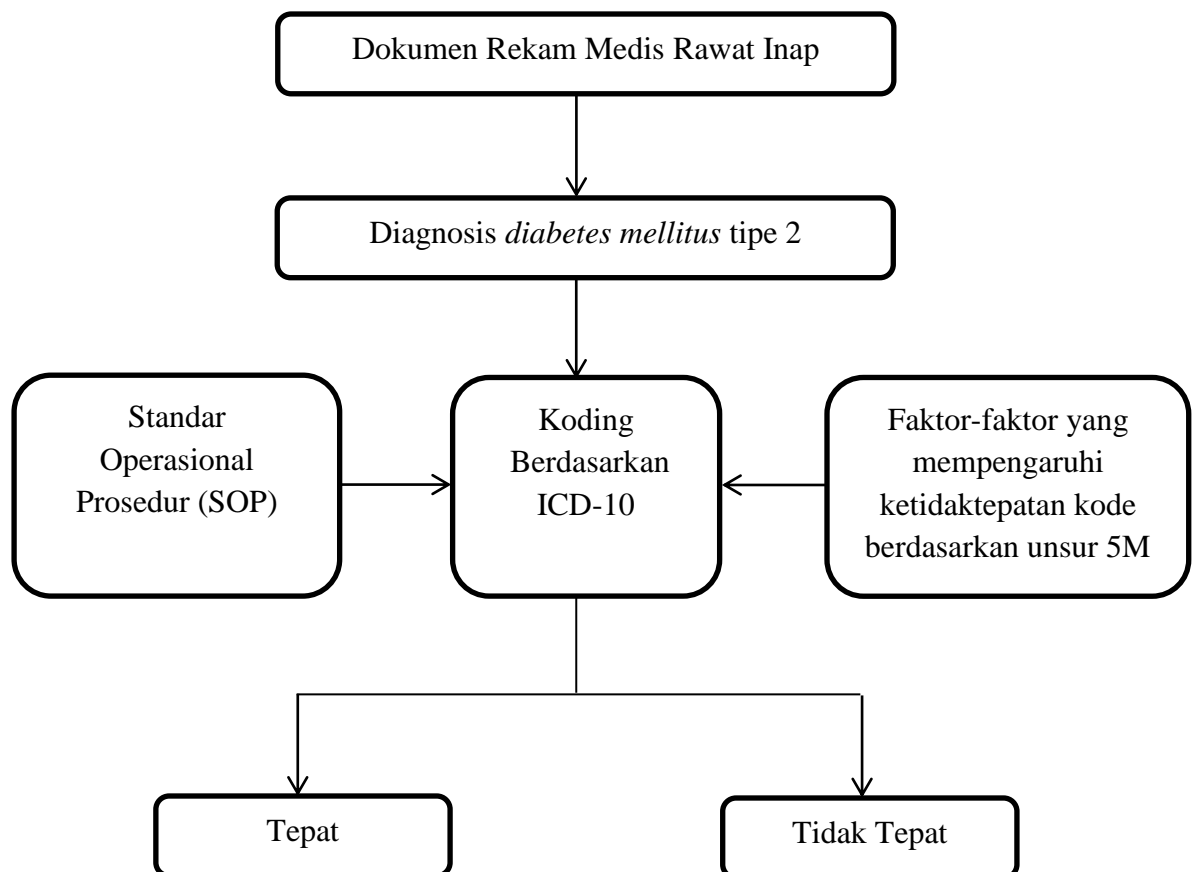 Dokumen Rekam Medis Rawat Inap
Diagnosis diabetes mellitus tipe 2
Standar
Operasional
Prosedur (SOP)
Koding
Berdasarkan
ICD-10
Faktor-faktor yang
mempengaruhi
ketidaktepatan kode
berdasarkan unsur 5M
Tepat
Tidak Tepat